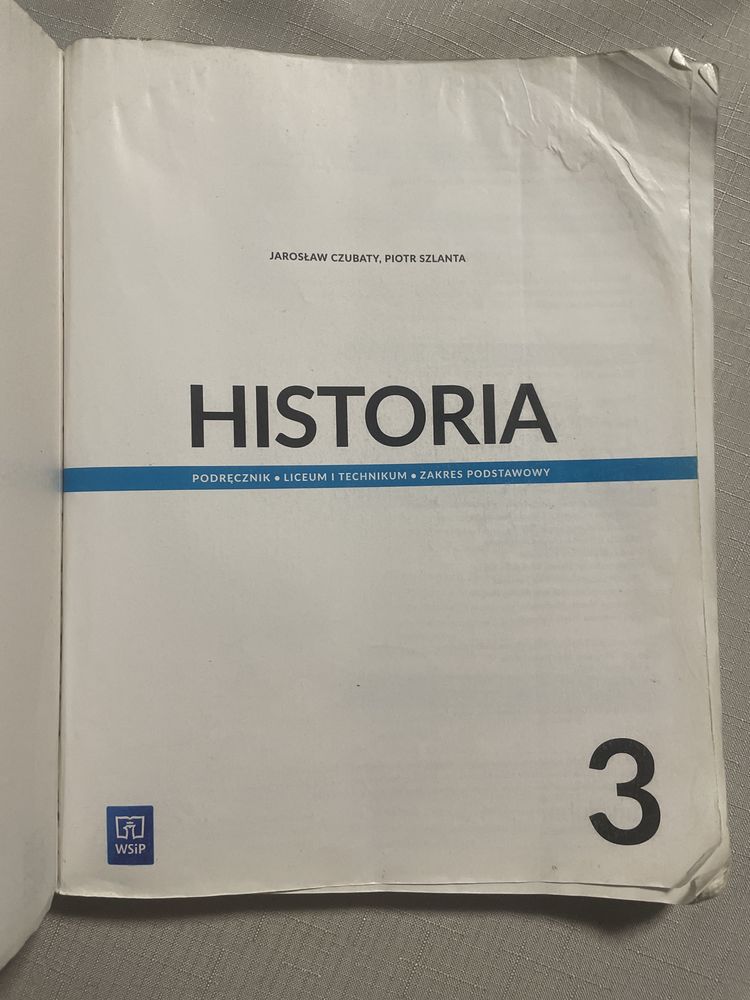 JAROSŁAW CZUBATY, PIOTR SZLANTA
HISTORIA
PODRĘCZNIK • LICEUM I TECHNIKUM • ZAKRES PODSTAWOWY
3
WSiP